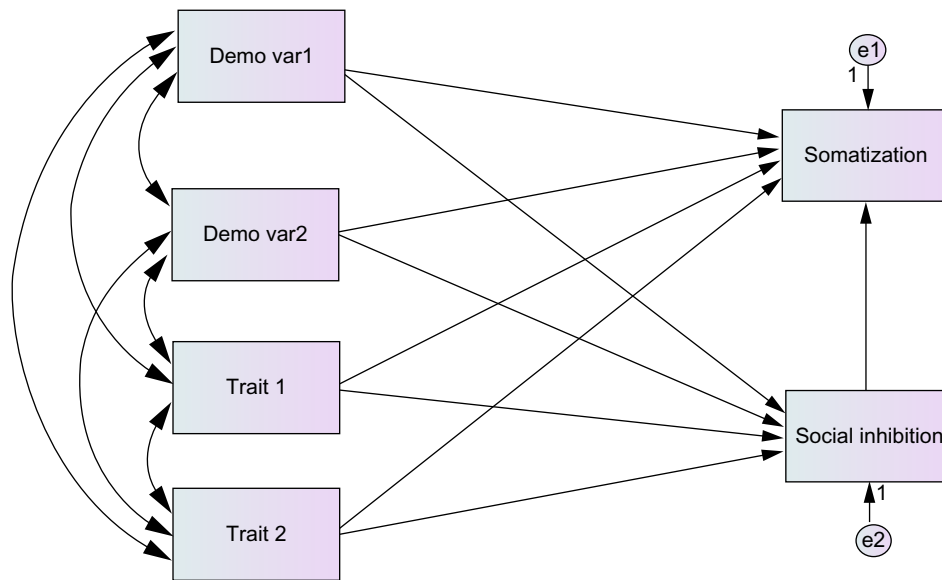 Demo var1
e1
1
Somatization
Demo var2
Trait 1
Social inhibition
Trait 2
1
e2